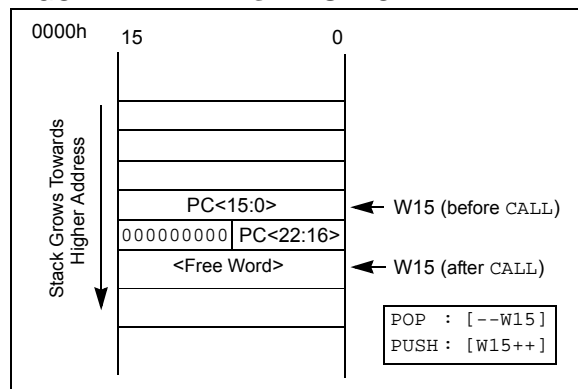 0000h
15 0
Stack Grows Towards
Higher Address
PC<15:0>
W15 (before CALL)
000000000 PC<22:16>
<Free Word>
W15 (after CALL)
POP : [--W15]
PUSH : [W15++]